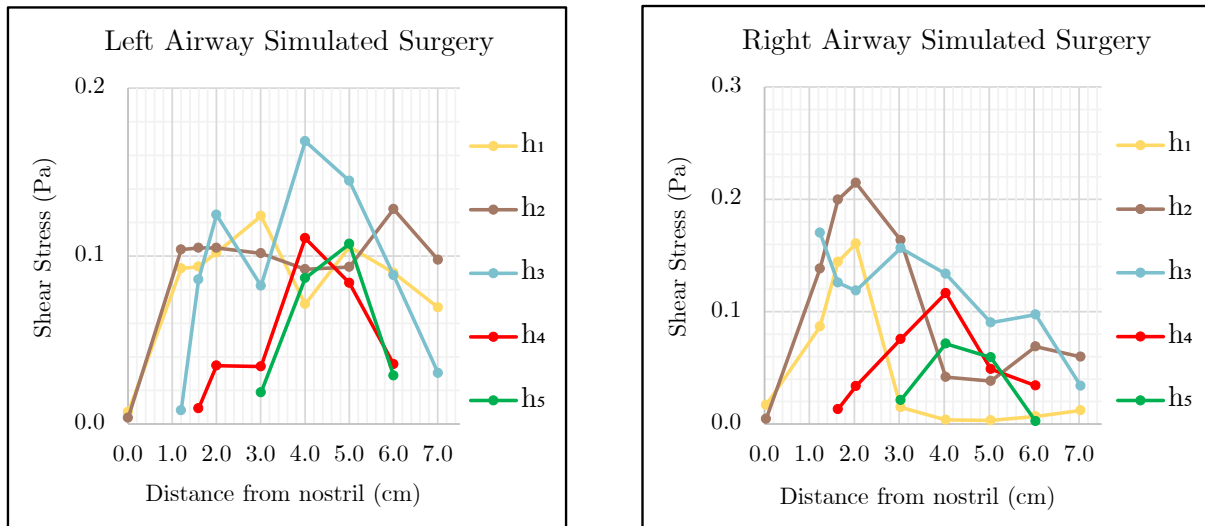 Left Airway Simulated Surgery
0.2
0.1
0.0
Shear Stress (Pa)
0.0 1.0 2.0 3.0 4.0 5.0 6.0 7.0
Distance from nostril (cm)
h₁
h₂
h₃
h₄
h₅
Right Airway Simulated Surgery
0.3
0.2
0.1
0.0
Shear Stress (Pa)
0.0 1.0 2.0 3.0 4.0 5.0 6.0 7.0
Distance from nostril (cm)
h₁
h₂
h₃
h₄
h₅